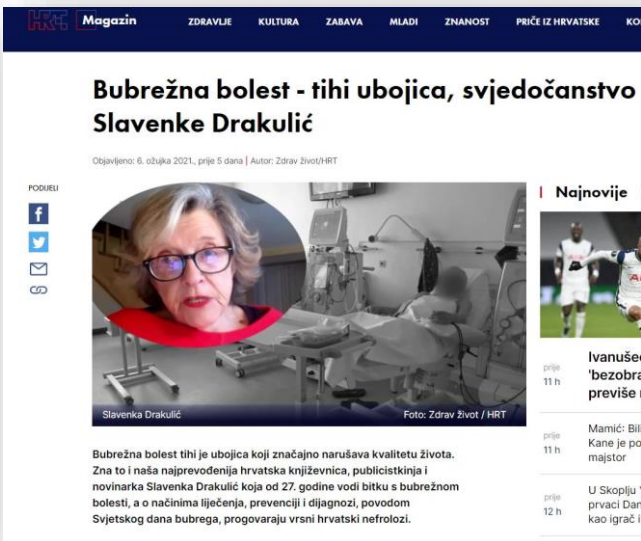 HRT Magazin ZDRAVLJE KULTURA ZABAVA MLADI ZNANOST PRIČE IZ HRVATSKE
Bubrežna bolest - tihi ubojica, svjedočanstvo
Slavenke Drakulić
Objavljeno: 6. ožujka 2021., prije 5 dana | Autor: Zdrav život/HRT
PODIJELI
Slavenka Drakulić
Foto: Zdrav život / HRT
Bubrežna bolest tihi je ubojica koji značajno narušava kvalitetu života.
Zna to i naša najprevođenija hrvatska književnica, publicistkinja i
novinarka Slavenka Drakulić koja od 27. godine vodi bitku s bubrežnom
bolesti, a o načinima liječenja, prevenciji i dijagnozi, povodom
Svjetskog dana bubrega, progovaraju vrsni hrvatski nefrolozi.
Najnovije
prije
11 h
previše
prije
11 h
Mamić:
Kane je
majstor
prije
12 h
U Skoplju
prvaci
kao igrač